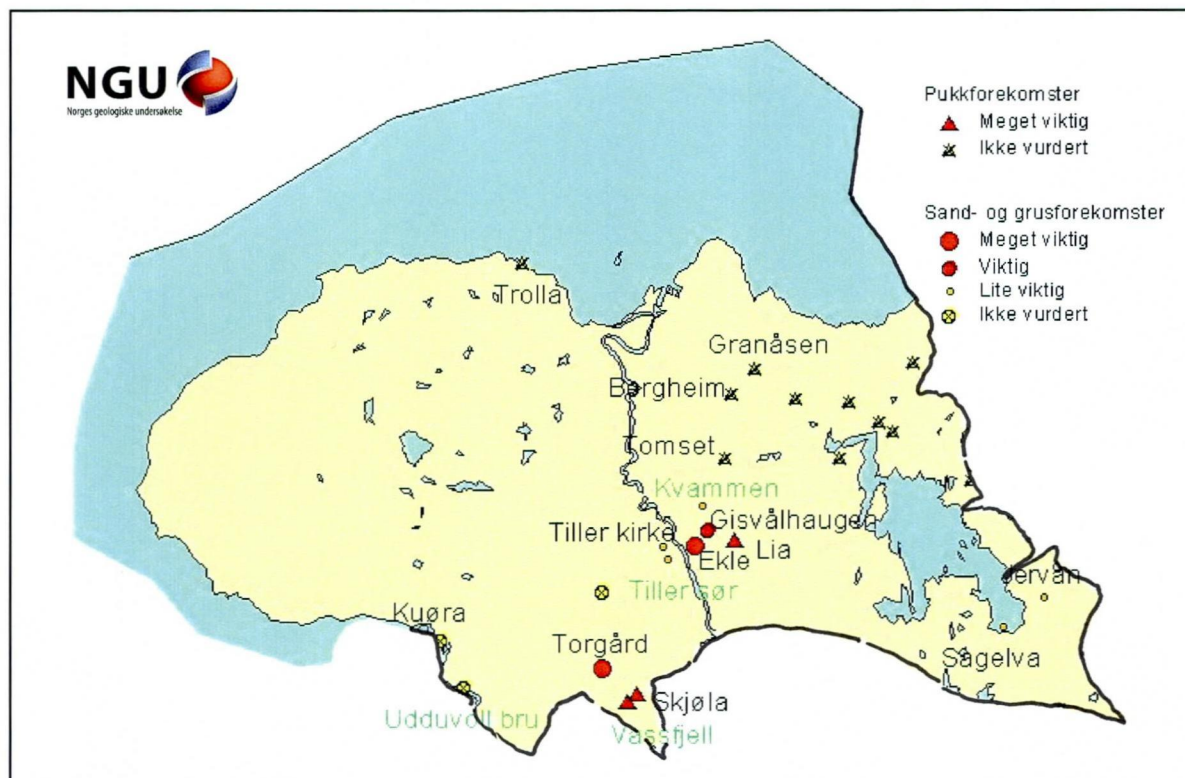 NGU
Norges geologiske undersøkelse
Pukkforekomster
Meget viktig
Ikke vurdert
Sand- og grusforekomster
Meget viktig
Viktig
Lite viktig
Ikke vurdert
Trolla
Granåsen
Bergheim
Tomset
Kvammen
Gisvålhaugen
Tiller kirke
Ekle
Lia
Tiller sør
Jervan
Kuøra
Torgård
Sagelva
Skjøla
Udduvoll bru
Vassfjell